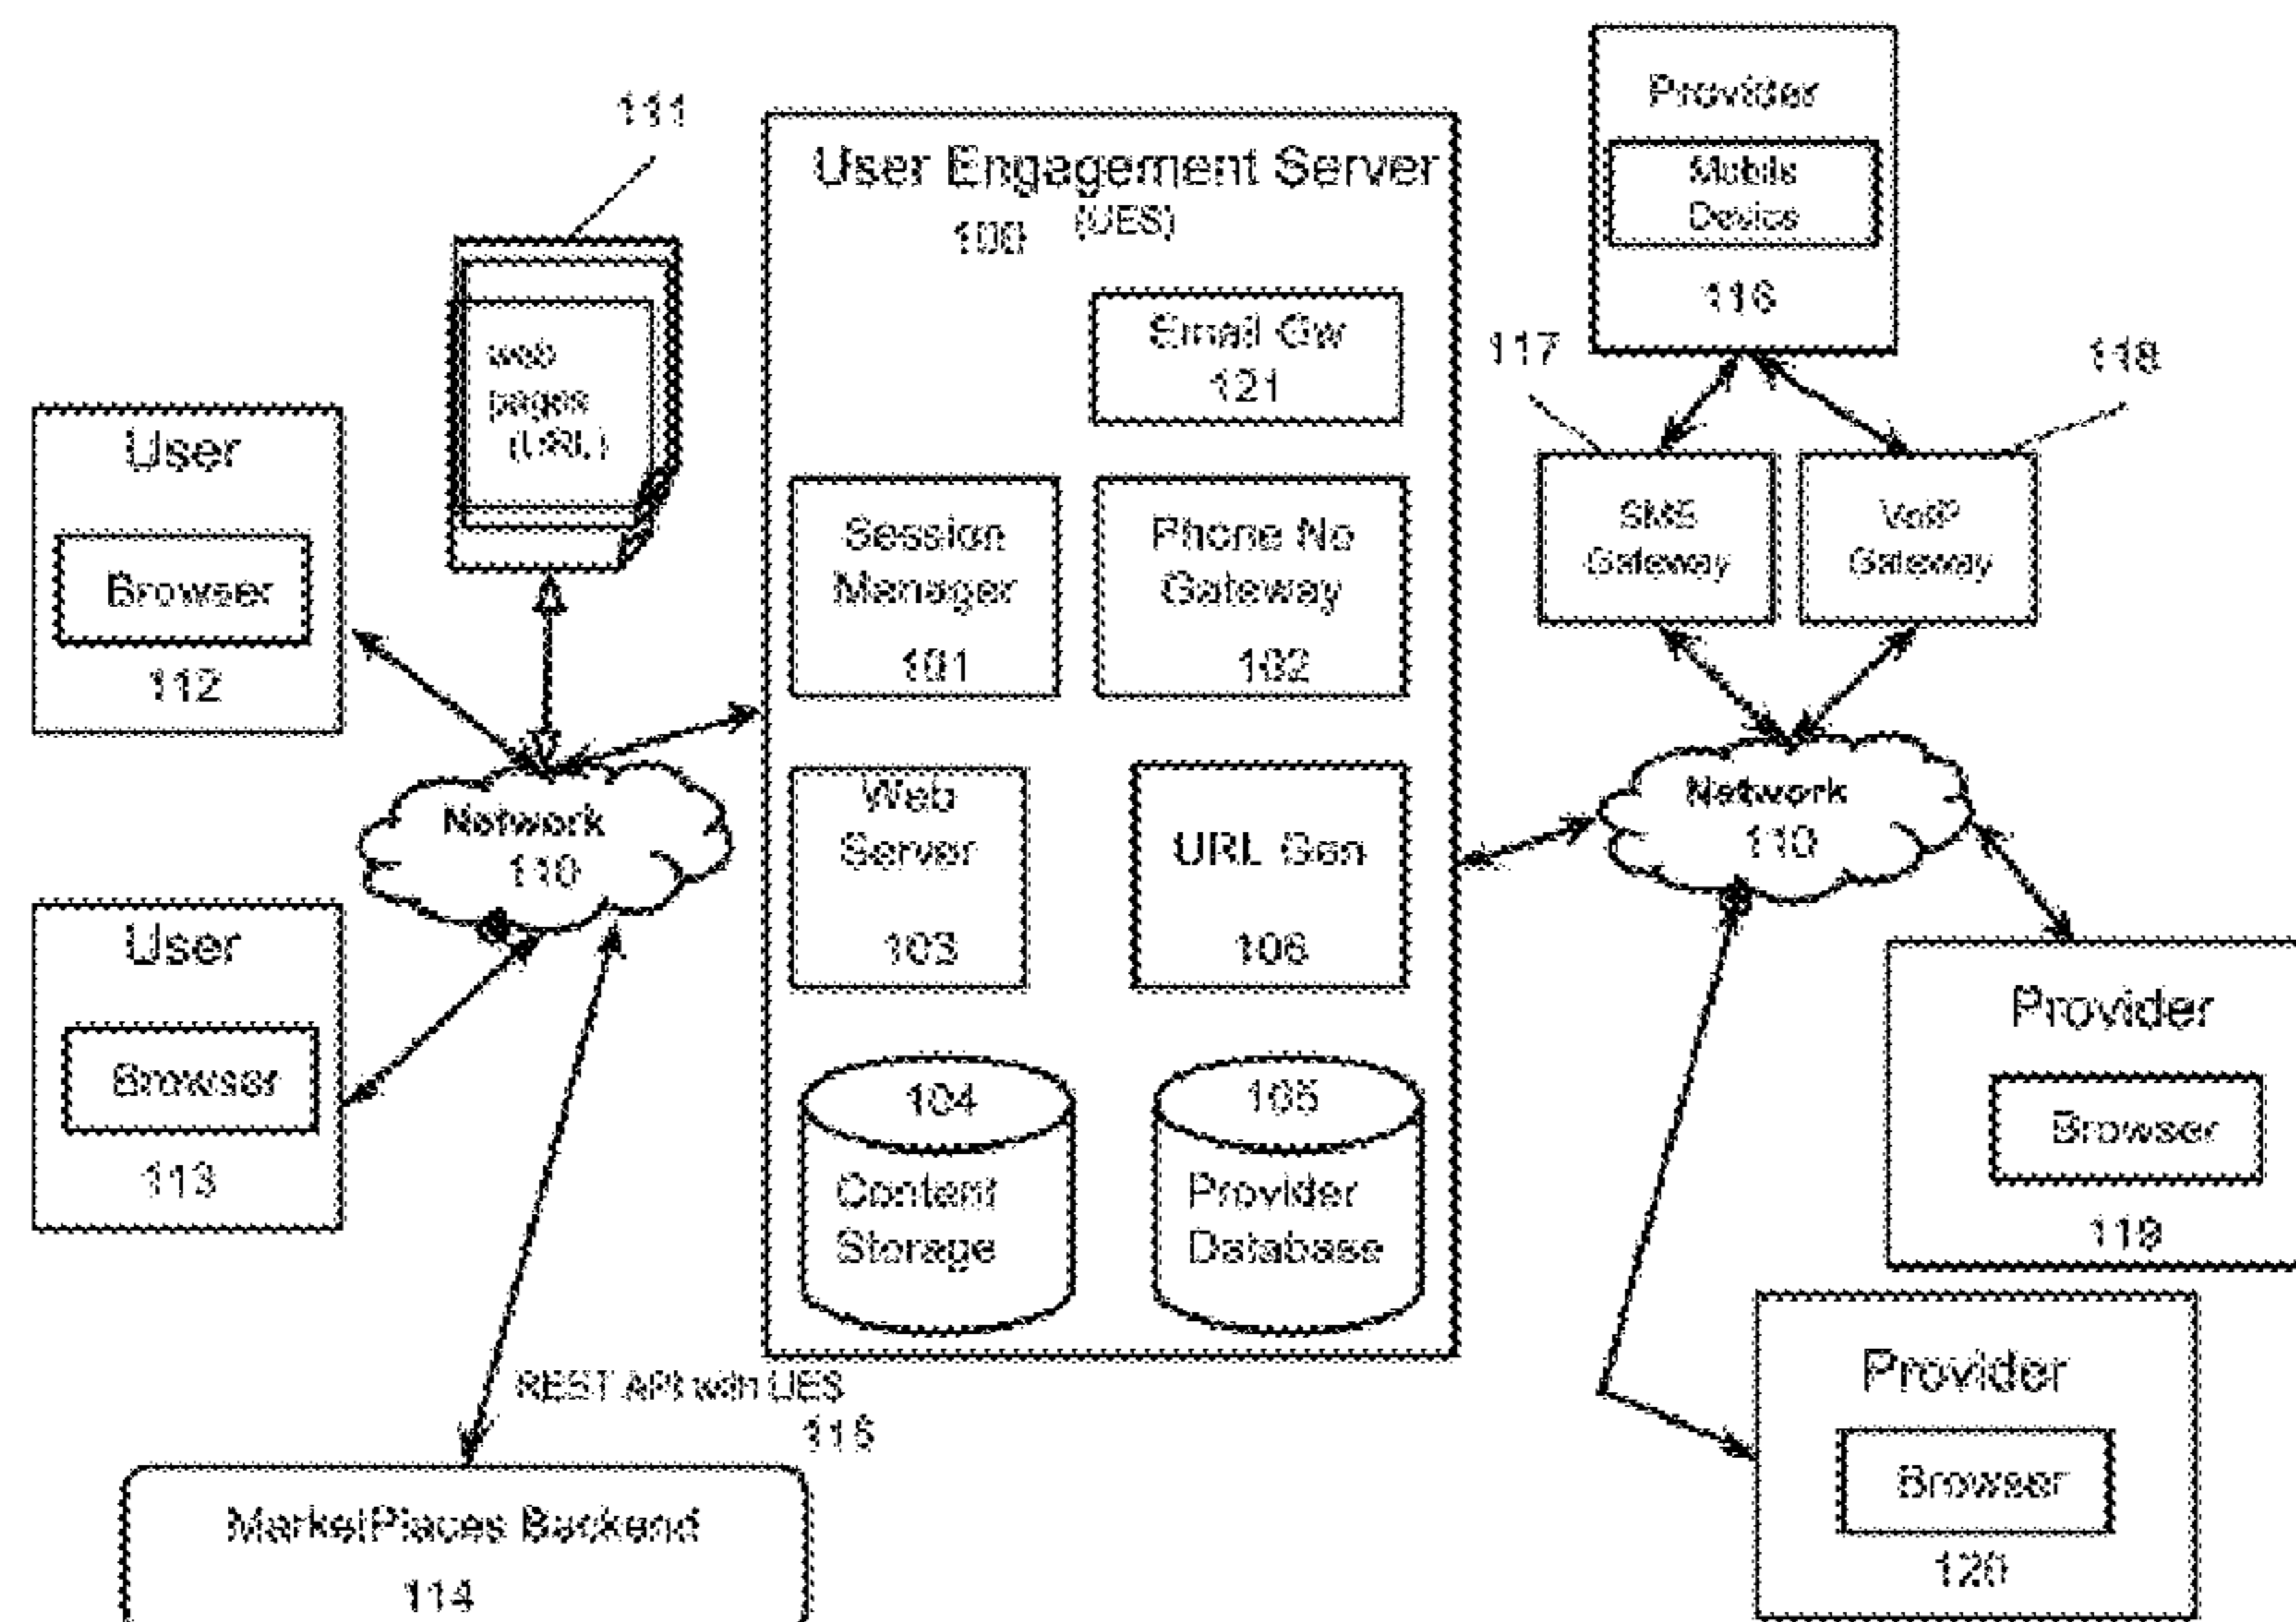 111
User Engagement Server
100
(UES)
Email Gw
121
Session
Manager
101
Phone No
Gateway
102
Web
Server
103
URL Gen
106
104
Content
Storage
105
Provider
Database
web
pages
(URL)
User
Browser
112
Network
110
User
Browser
113
REST API with UES
115
MarketPlaces Backend
114
Provider
Mobile
Device
116
117
118
SMS
Gateway
VoIP
Gateway
Network
110
Provider
Browser
119
Provider
Browser
120